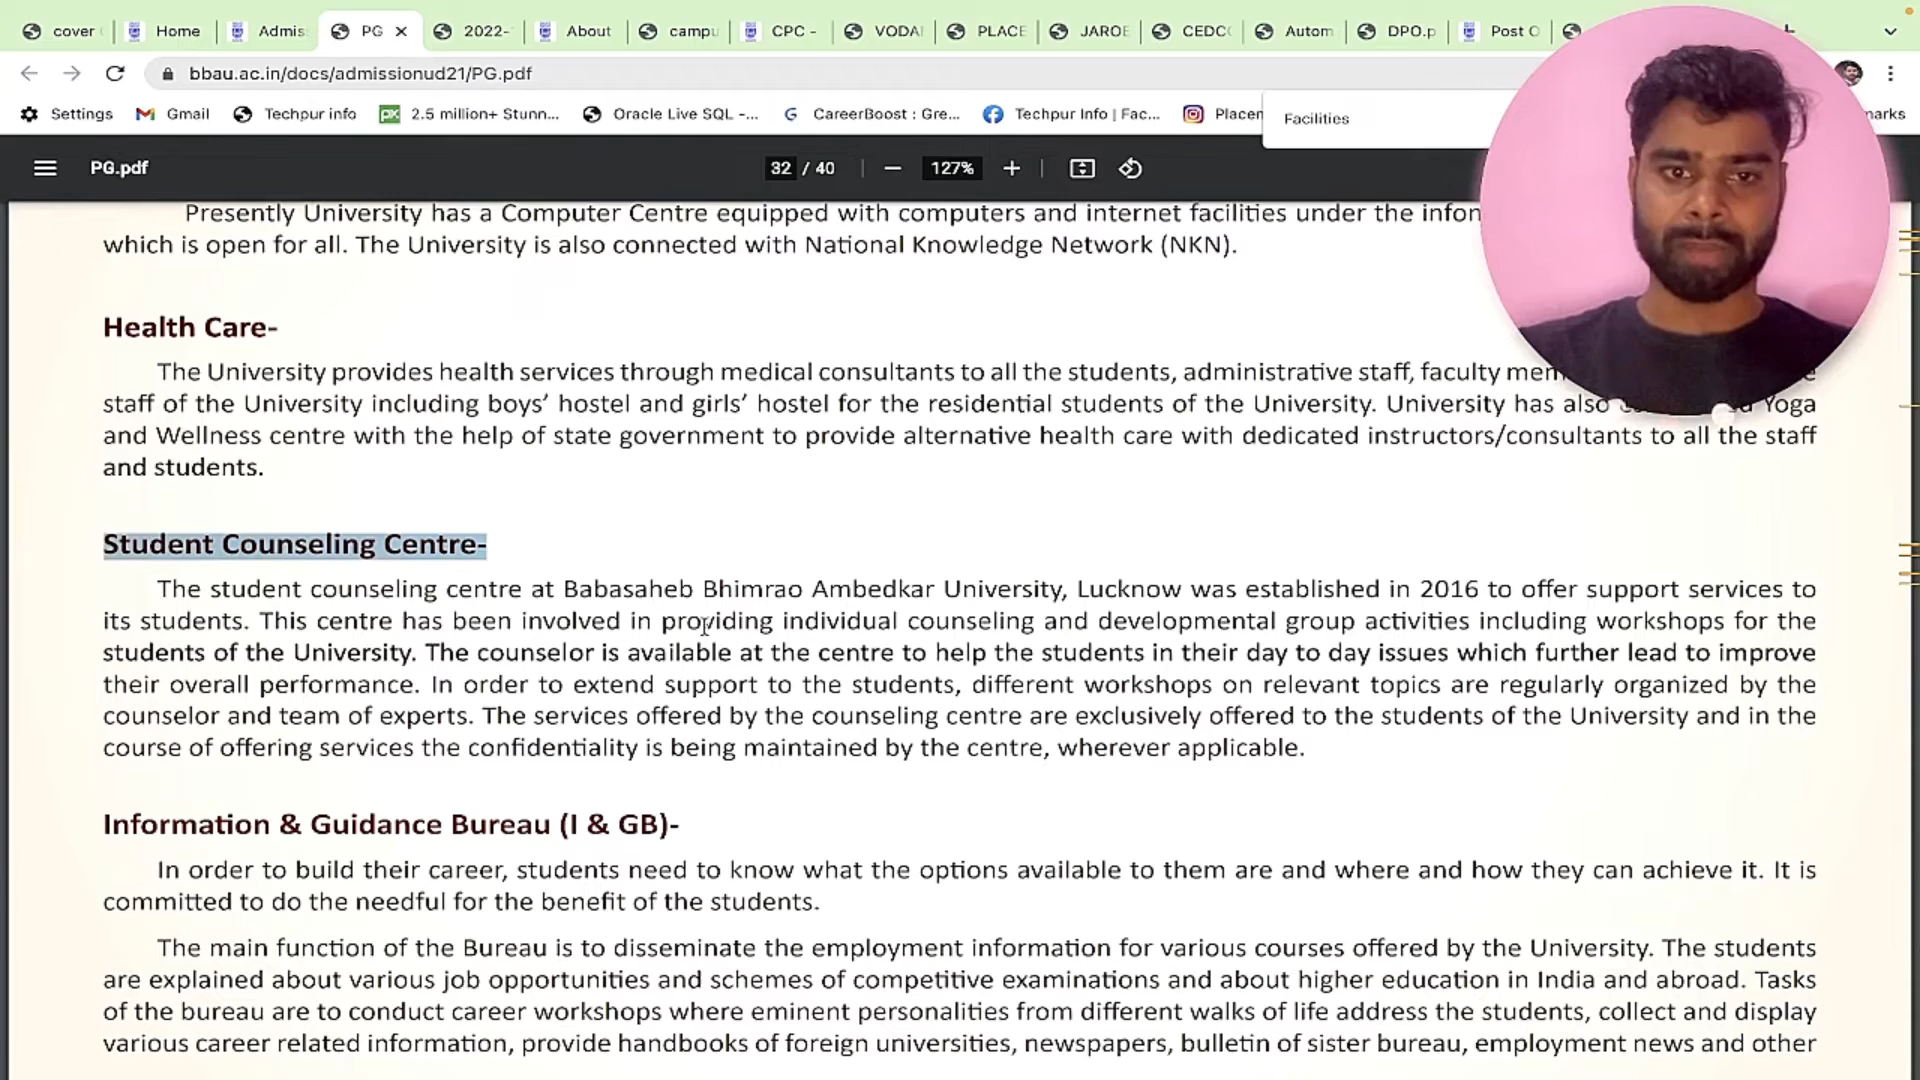 cover
Home
Admis
PG
2022-
About
campu
CPC -
VODA
PLACE
JAROE
CEDC
Autom
DPO.p
Post O
bbau.ac.in/docs/admissionud21/PG.pdf
Settings
Gmail
Techpur info
2.5 million+ Stunn...
Oracle Live SQL -...
CareerBoost : Gre...
Techpur Info | Fac...
Placen
Facilities
narks
PG.pdf
32 / 40
127%
Presently University has a Computer Centre equipped with computers and internet facilities under the infor
which is open for all. The University is also connected with National Knowledge Network (NKN).
Health Care-
The University provides health services through medical consultants to all the students, administrative staff, faculty men
staff of the University including boys’ hostel and girls’ hostel for the residential students of the University. University has also Yoga
and Wellness centre with the help of state government to provide alternative health care with dedicated instructors/consultants to all the staff
and students.
Student Counseling Centre-
The student counseling centre at Babasaheb Bhimrao Ambedkar University, Lucknow was established in 2016 to offer support services to
its students. This centre has been involved in providing individual counseling and developmental group activities including workshops for the
students of the University. The counselor is available at the centre to help the students in their day to day issues which further lead to improve
their overall performance. In order to extend support to the students, different workshops on relevant topics are regularly organized by the
counselor and team of experts. The services offered by the counseling centre are exclusively offered to the students of the University and in the
course of offering services the confidentiality is being maintained by the centre, wherever applicable.
Information & Guidance Bureau (I & GB)-
In order to build their career, students need to know what the options available to them are and where and how they can achieve it. It is
committed to do the needful for the benefit of the students.
The main function of the Bureau is to disseminate the employment information for various courses offered by the University. The students
are explained about various job opportunities and schemes of competitive examinations and about higher education in India and abroad. Tasks
of the bureau are to conduct career workshops where eminent personalities from different walks of life address the students, collect and display
various career related information, provide handbooks of foreign universities, newspapers, bulletin of sister bureau, employment news and other